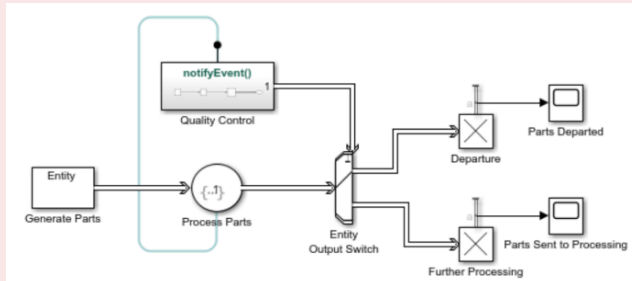 notifyEvent()
1
Quality Control
Parts Departed
Departure
Entity
{..1}
Generate Parts
Process Parts
Entity
Output Switch
Parts Sent to Processing
Further Processing